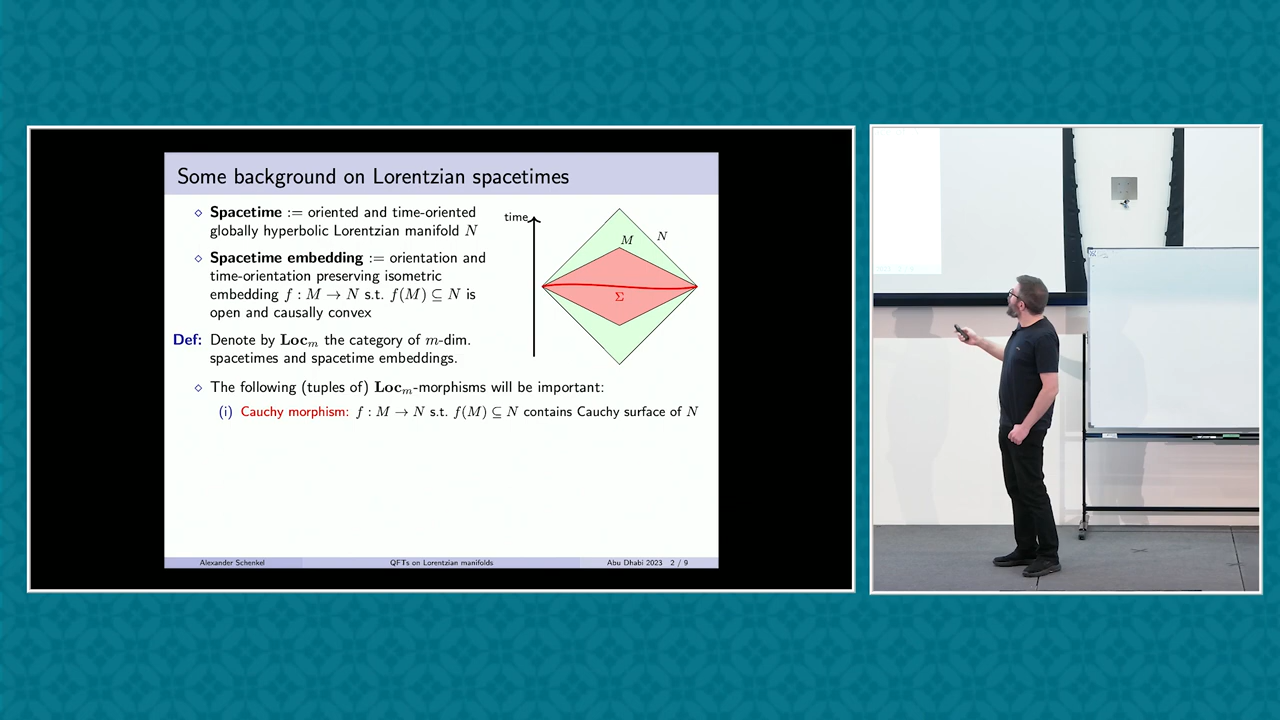 Some background on Lorentzian spacetimes
⋄ Spacetime := oriented and time-oriented
globally hyperbolic Lorentzian manifold N
⋄ Spacetime embedding := orientation and
time-orientation preserving isometric
embedding f : M → N s.t. f(M) ⊆ N is
open and causally convex
time
M
N
Σ
Def: Denote by Locₘ the category of m-dim.
spacetimes and spacetime embeddings.
⋄ The following (tuples of) Locₘ-morphisms will be important:
(i) Cauchy morphism: f : M → N s.t. f(M) ⊆ N contains Cauchy surface of N
Alexander Schenkel QFTs on Lorentzian manifolds Abu Dhabi 2023 2 / 9